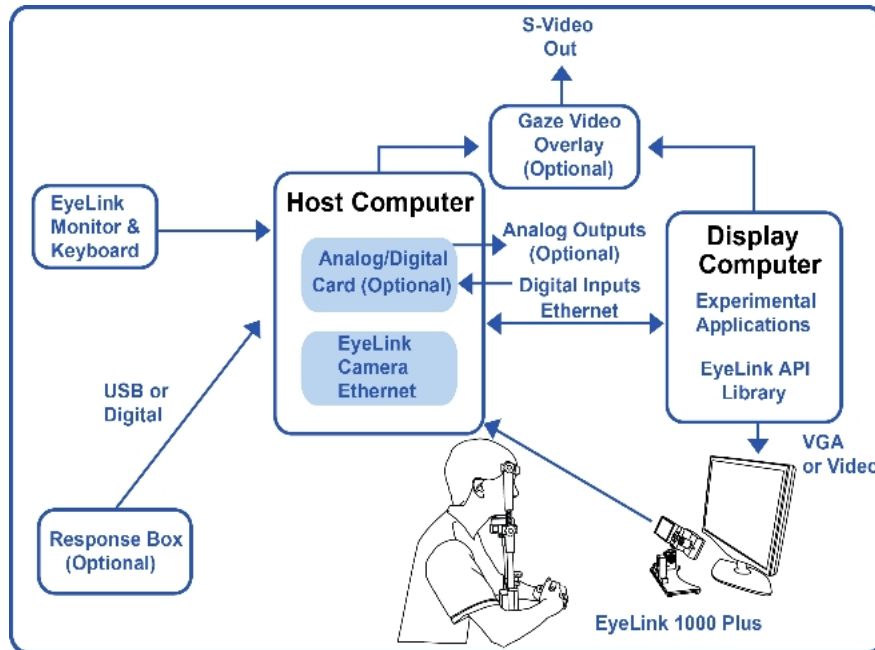 S-Video
Out
Gaze Video
Overlay
(Optional)
EyeLink
Monitor &
Keyboard
Host Computer
Analog/Digital
Card (Optional)
EyeLink
Camera
Ethernet
Analog Outputs
(Optional)
Digital Inputs
Ethernet
Display
Computer
Experimental
Applications
EyeLink API
Library
USB or
Digital
VGA
or Video
Response Box
(Optional)
EyeLink 1000 Plus